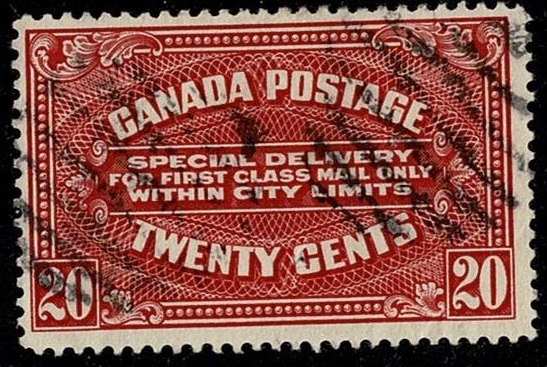 CANADA POSTAGE
SPECIAL DELIVERY
FOR FIRST CLASS MAIL ONLY
WITHIN CITY LIMITS
TWENTY CENTS
20 20